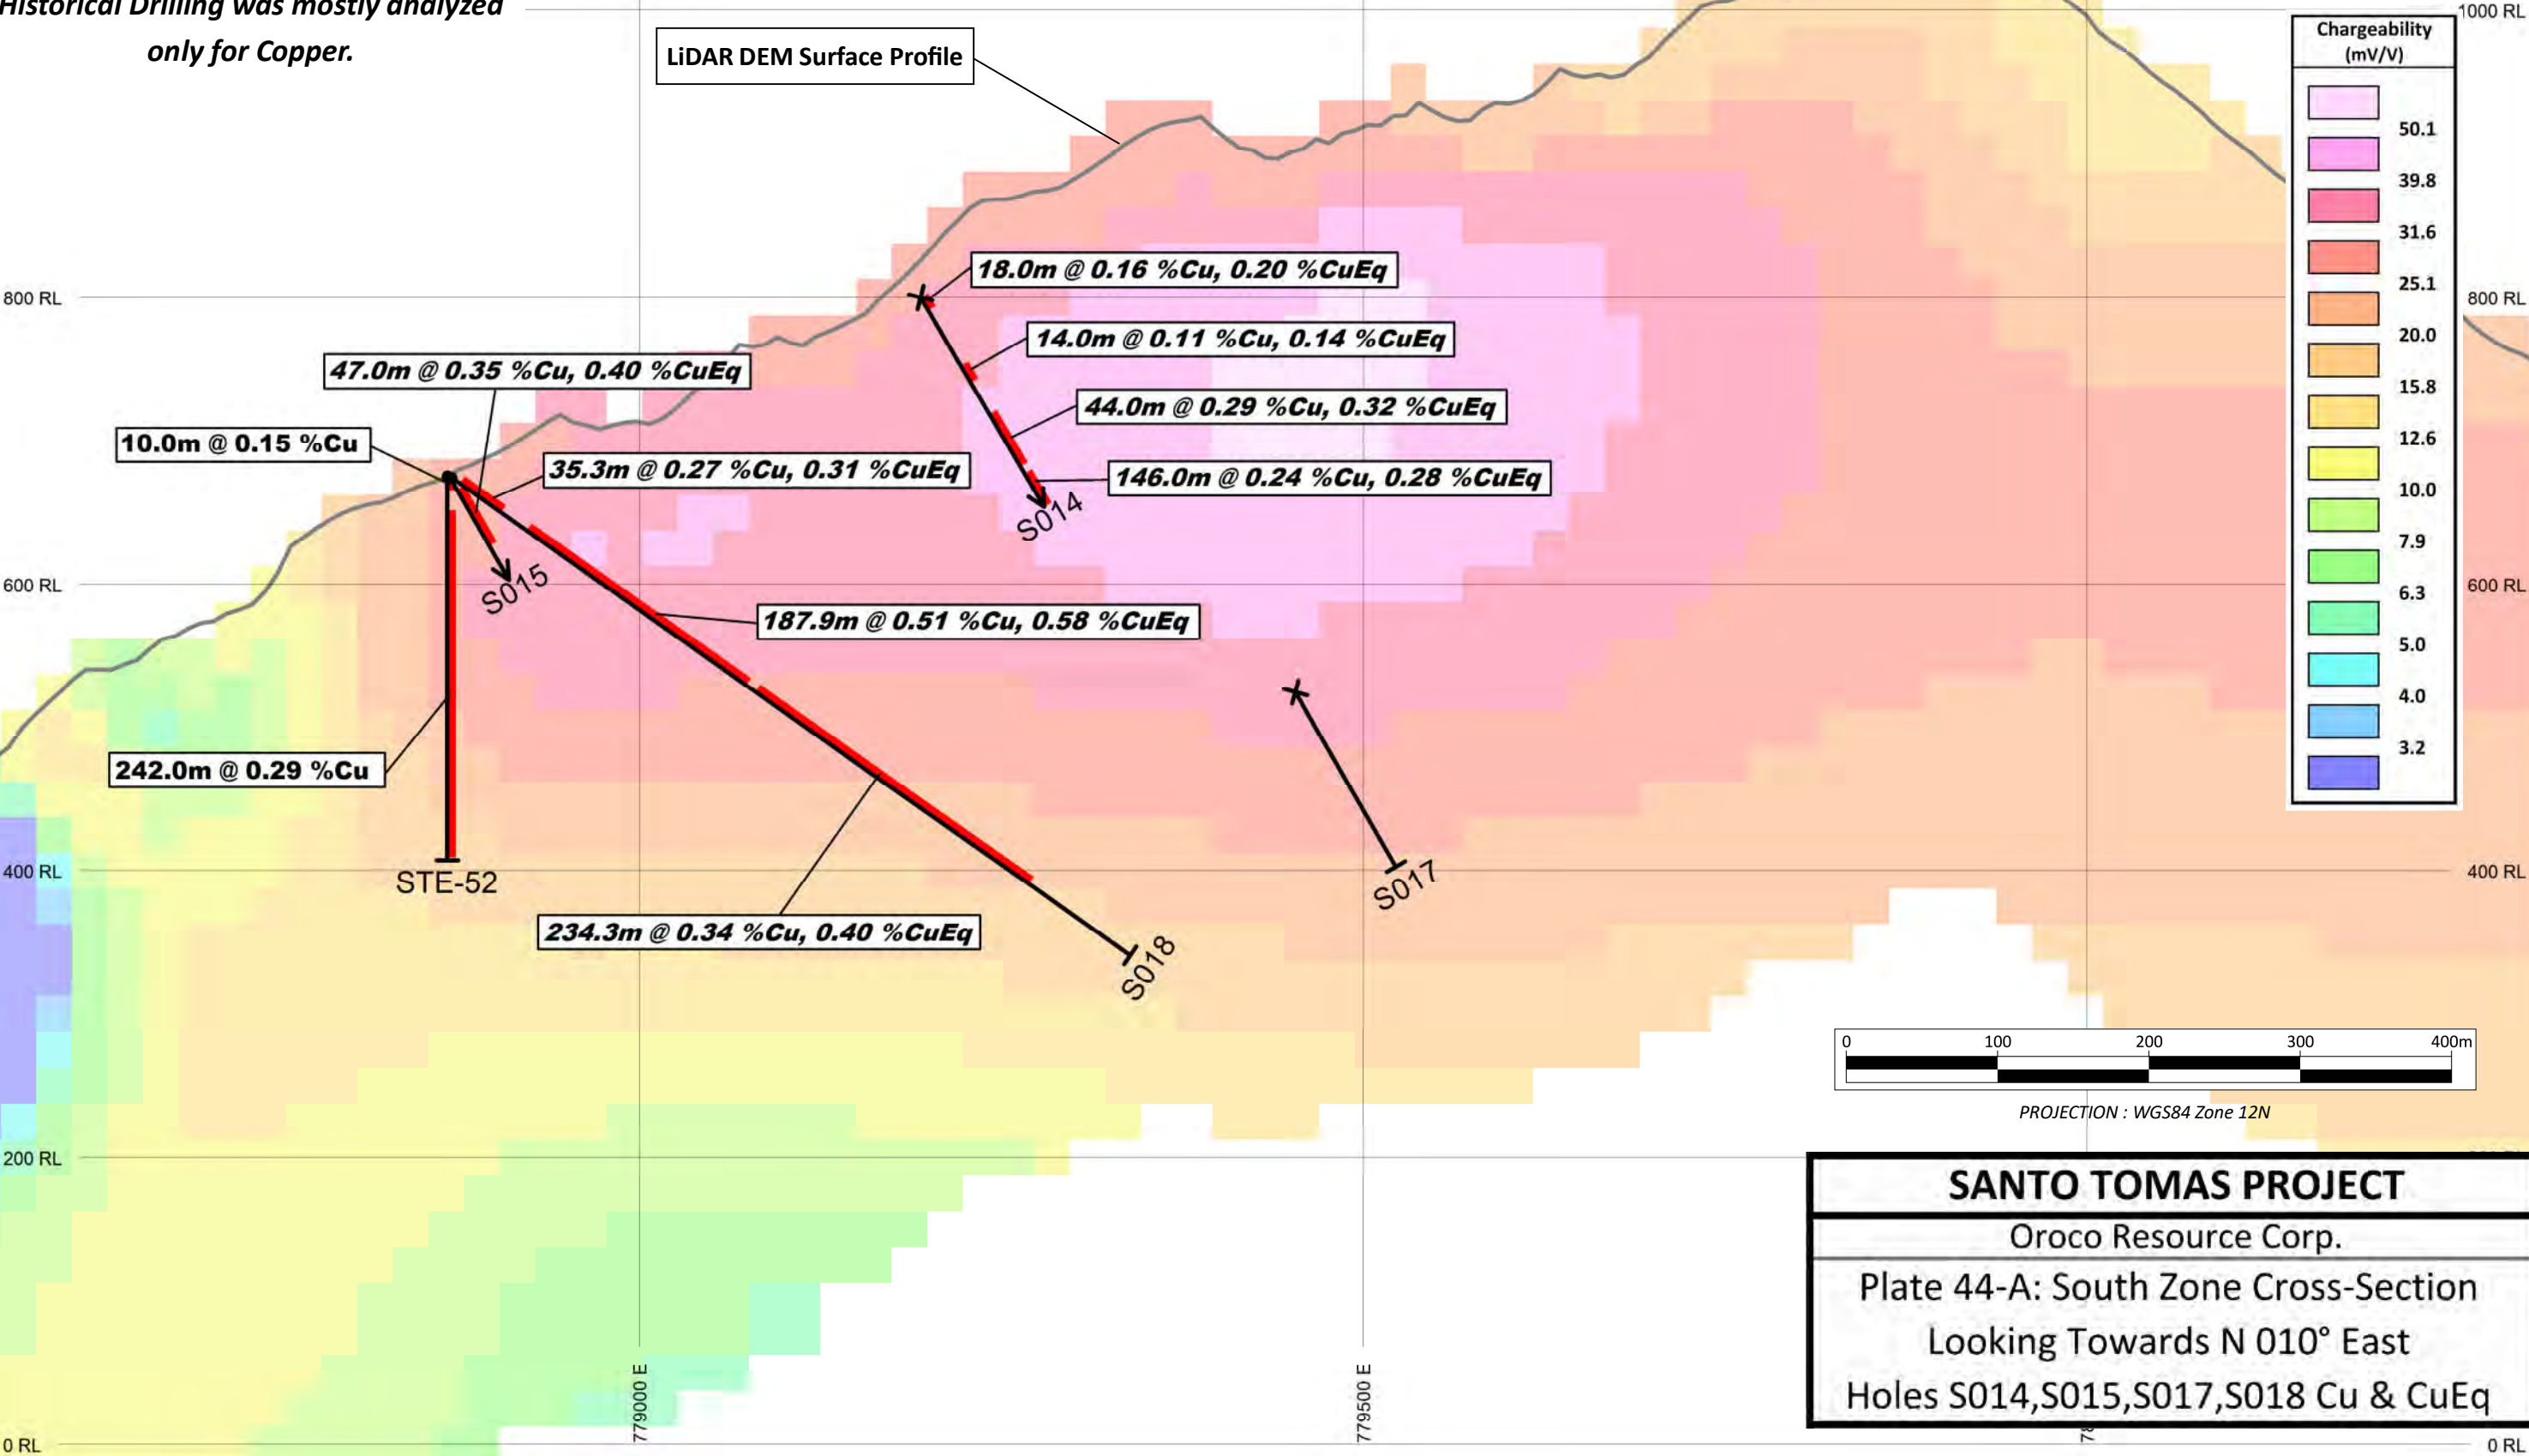 Historical Drilling was mostly analyzed
only for Copper.
LiDAR DEM Surface Profile
1000 RL
Chargeability
(mV/V)
50.1
39.8
31.6
25.1
20.0
15.8
12.6
10.0
7.9
6.3
5.0
4.0
3.2
18.0m @ 0.16 %Cu, 0.20 %CuEq
800 RL
800 RL
14.0m @ 0.11 %Cu, 0.14 %CuEq
47.0m @ 0.35 %Cu, 0.40 %CuEq
44.0m @ 0.29 %Cu, 0.32 %CuEq
10.0m @ 0.15 %Cu
35.3m @ 0.27 %Cu, 0.31 %CuEq
146.0m @ 0.24 %Cu, 0.28 %CuEq
S014
S015
600 RL
600 RL
187.9m @ 0.51 %Cu, 0.58 %CuEq
242.0m @ 0.29 %Cu
400 RL
400 RL
STE-52
S017
234.3m @ 0.34 %Cu, 0.40 %CuEq
S018
0 100 200 300 400m
PROJECTION : WGS84 Zone 12N
200 RL
SANTO TOMAS PROJECT
Oroco Resource Corp.
Plate 44-A: South Zone Cross-Section
Looking Towards N 010° East
Holes S014,S015,S017,S018 Cu & CuEq
779000 E
779500 E
0 RL
0 RL